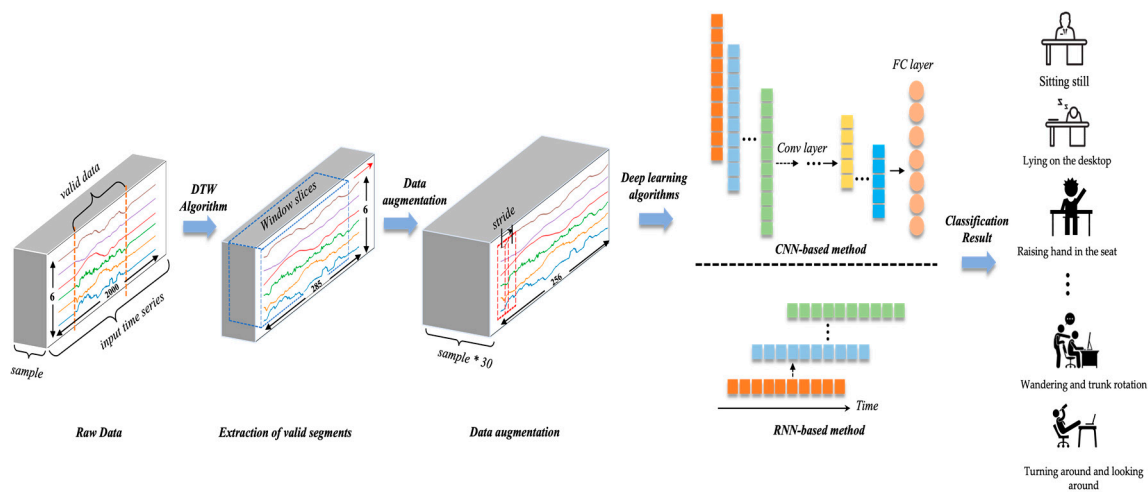 valid data
6
2000
input time series
sample
Raw Data
DTW
Algorithm
Window slices
6
285
Extraction of valid segments
Data
augmentation
stride
256
sample * 30
Data augmentation
Deep learning
algorithms
Conv layer
FC layer
CNN-based method
Time
RNN-based method
Classification
Result
Sitting still
z z
Lying on the desktop
Raising hand in the seat
Wandering and trunk rotation
Turning around and looking
around